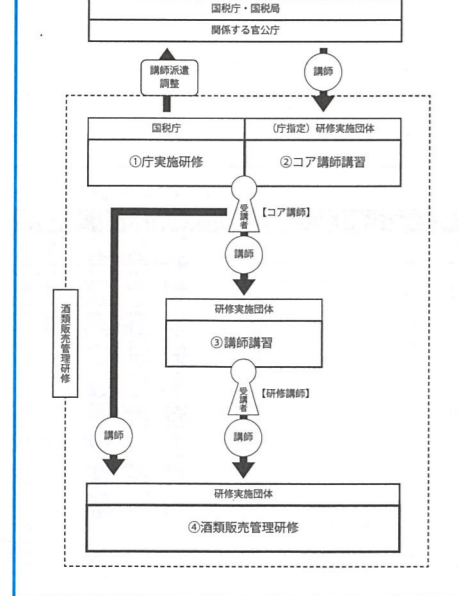 国税庁・国税局
関係する官公庁
講師派遣
調整
講師
国税庁
(庁指定)研修実施団体
①庁実施研修
②コア講師講習
受講者
【コア講師】
講師
研修実施団体
③講師講習
酒類販売管理研修
受講者
【研修講師】
講師
講師
研修実施団体
④酒類販売管理研修